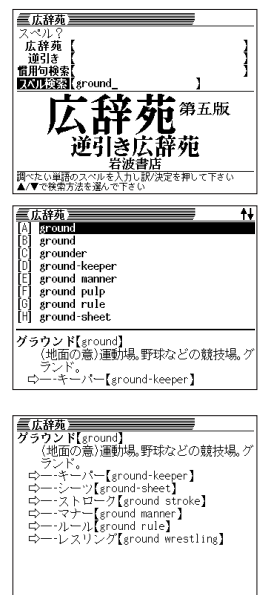 広辞苑
スペル？
広辞苑【 】
逆引き【 】
慣用句検索【 】
スペル検索【ground_ 】
広辞苑 第五版
逆引き広辞苑
岩波書店
調べたい単語のスペルを入力し訳/決定を押して下さい
▲/▼で検索方法を選んで下さい
広辞苑
[A] ground
[B] ground
[C] grounder
[D] ground-keeper
[E] ground manner
[F] ground pulp
[G] ground rule
[H] ground-sheet
グラウンド【ground】
（地面の意）運動場。野球などの競技場。グ
ランド。
⇨―‐キーパー【ground-keeper】
広辞苑
グラウンド【ground】
（地面の意）運動場。野球などの競技場。グ
ランド。
⇨―‐キーパー【ground-keeper】
⇨―‐シーツ【ground-sheet】
⇨―‐ストローク【ground stroke】
⇨―‐マナー【ground manner】
⇨―‐ルール【ground rule】
⇨―‐レスリング【ground wrestling】